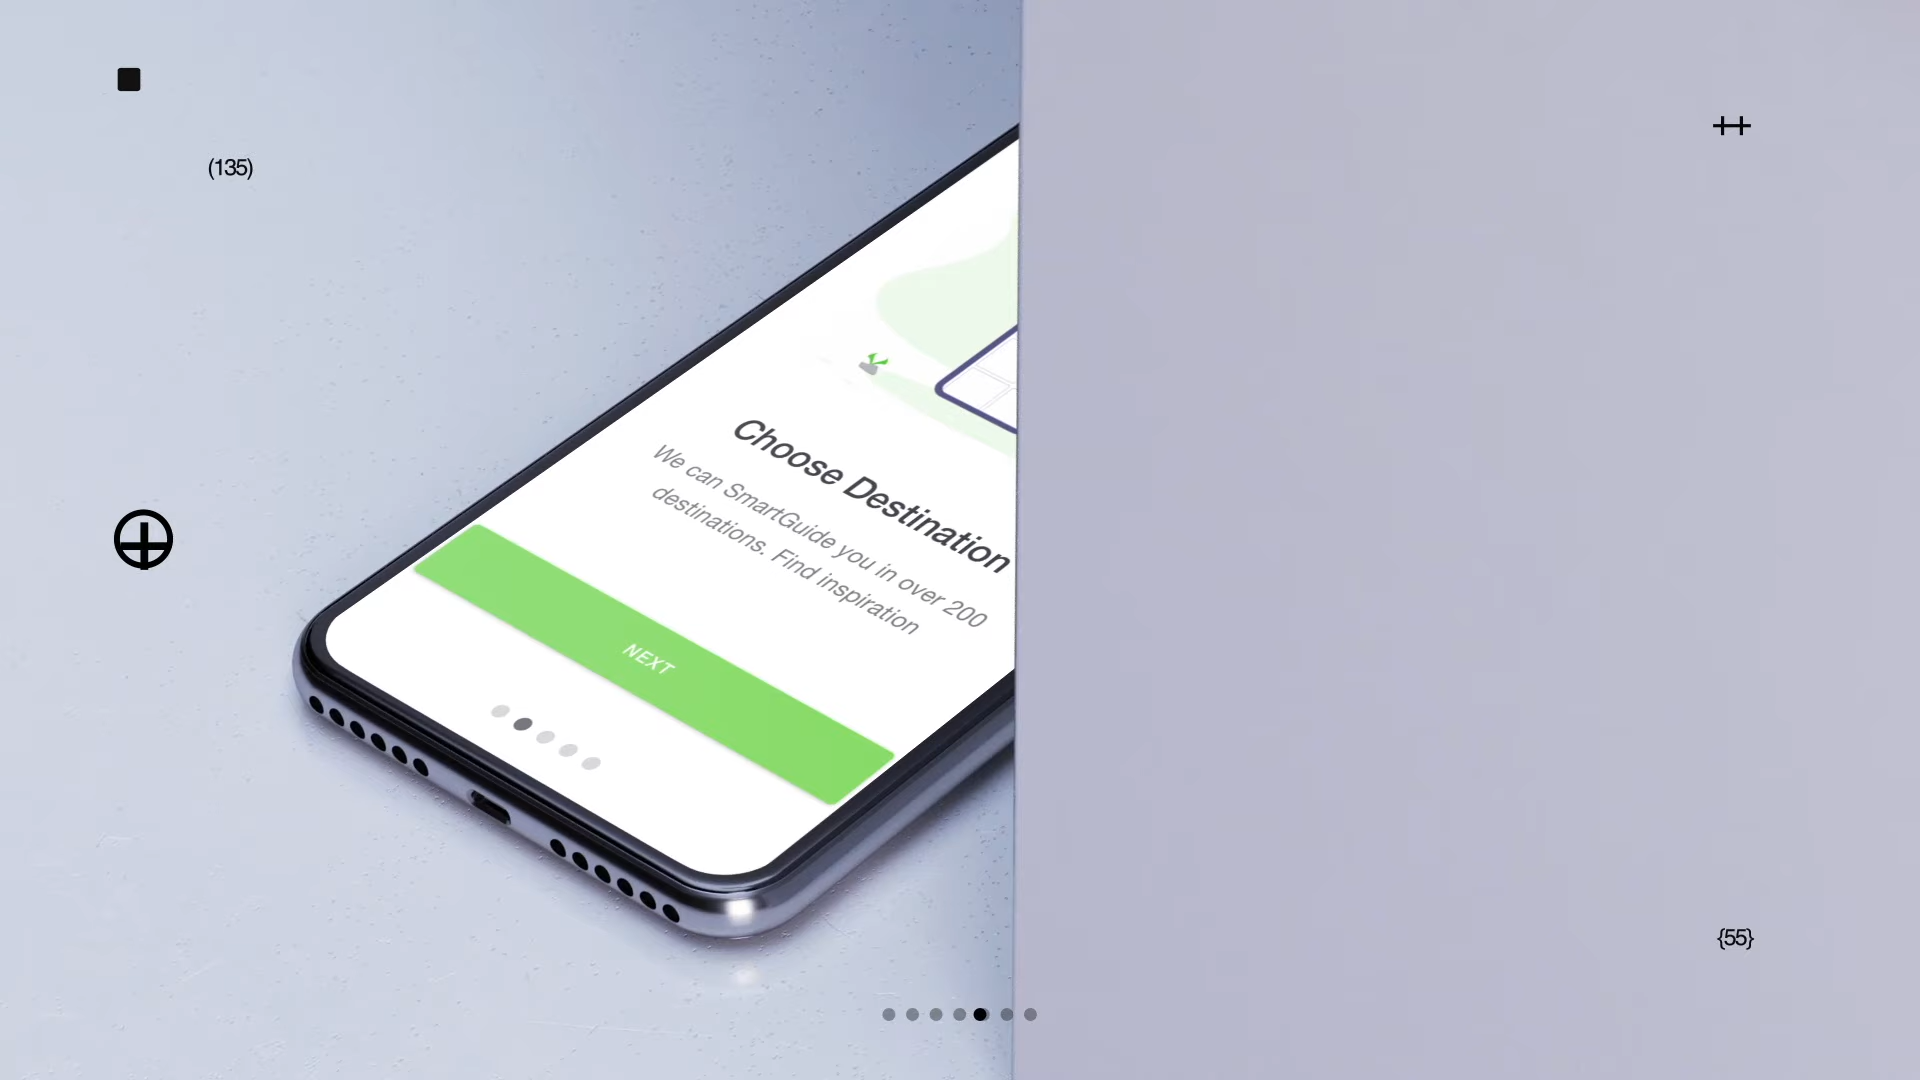 (135)
Choose Destination
We can SmartGuide you in over 200
destinations. Find inspiration
NEXT
{55}